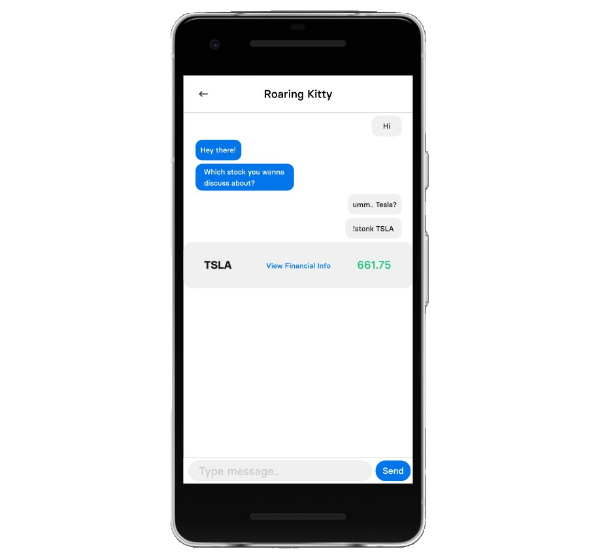 ←
Roaring Kitty
Hi
Hey there!
Which stock you wanna
discuss about?
umm.. Tesla?
!stonk TSLA
TSLA View Financial Info 661.75
Type message..
Send